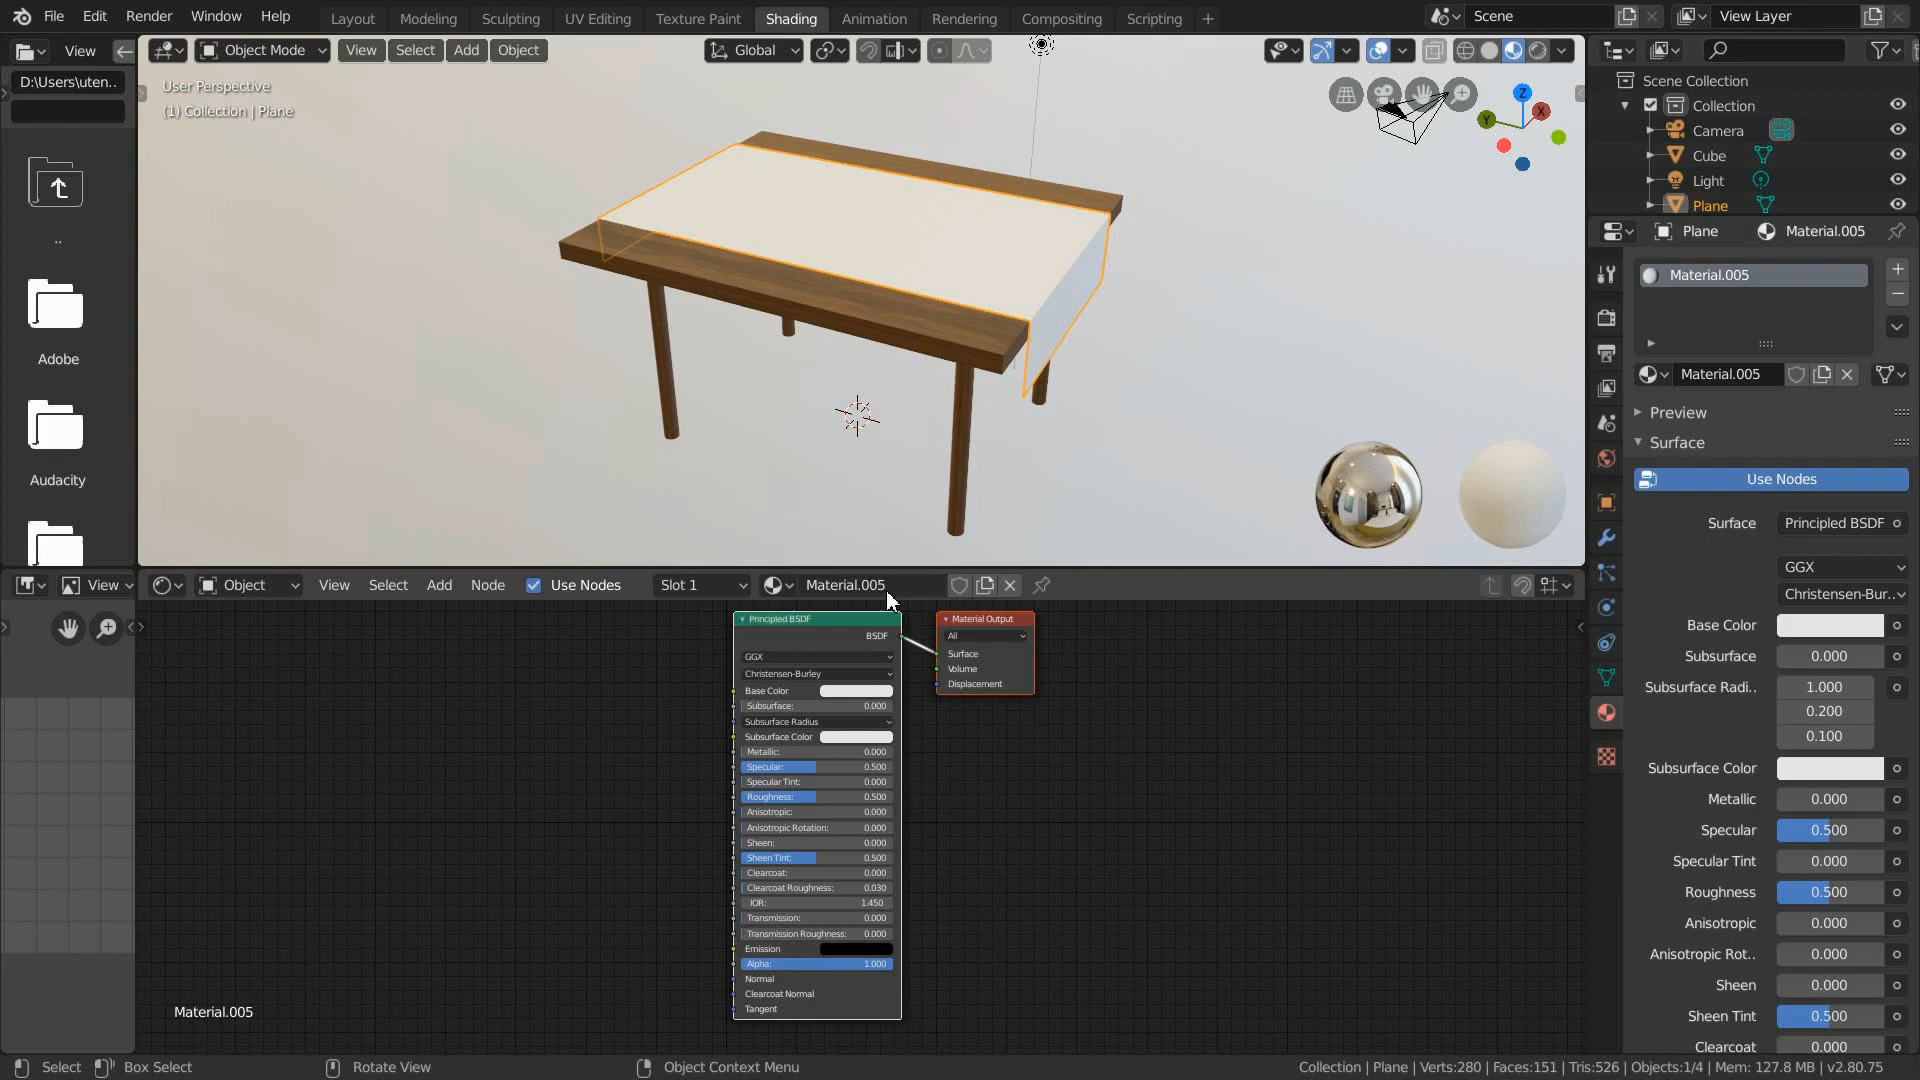 File Edit Render Window Help Layout Modeling Sculpting UV Editing Texture Paint Shading Animation Rendering Compositing Scripting + Scene View Layer
View Object Mode View Select Add Object Global
D:\Users\uten..
User Perspective
(1) Collection | Plane
Z
X
Y
Scene Collection
Collection
Camera
Cube
Light
Plane
..
Adobe
Audacity
Plane Material.005
Material.005
Material.005
Preview
Surface
Use Nodes
Surface Principled BSDF
GGX
Christensen-Bur..
Base Color
Subsurface 0.000
Subsurface Radi.. 1.000
0.200
0.100
Subsurface Color
Metallic 0.000
Specular 0.500
Specular Tint 0.000
Roughness 0.500
Anisotropic 0.000
Anisotropic Rot.. 0.000
Sheen 0.000
Sheen Tint 0.500
Clearcoat 0.000
View Object View Select Add Node Use Nodes Slot 1 Material.005
Principled BSDF
BSDF
GGX
Christensen-Burley
Base Color
Subsurface: 0.000
Subsurface Radius
Subsurface Color
Metallic: 0.000
Specular: 0.500
Specular Tint: 0.000
Roughness: 0.500
Anisotropic: 0.000
Anisotropic Rotation: 0.000
Sheen: 0.000
Sheen Tint: 0.500
Clearcoat: 0.000
Clearcoat Roughness: 0.030
IOR: 1.450
Transmission: 0.000
Transmission Roughness: 0.000
Emission
Alpha: 1.000
Normal
Clearcoat Normal
Tangent
Material Output
All
Surface
Volume
Displacement
Material.005
Select Box Select Rotate View Object Context Menu Collection | Plane | Verts:280 | Faces:151 | Tris:526 | Objects:1/4 | Mem: 127.8 MB | v2.80.75